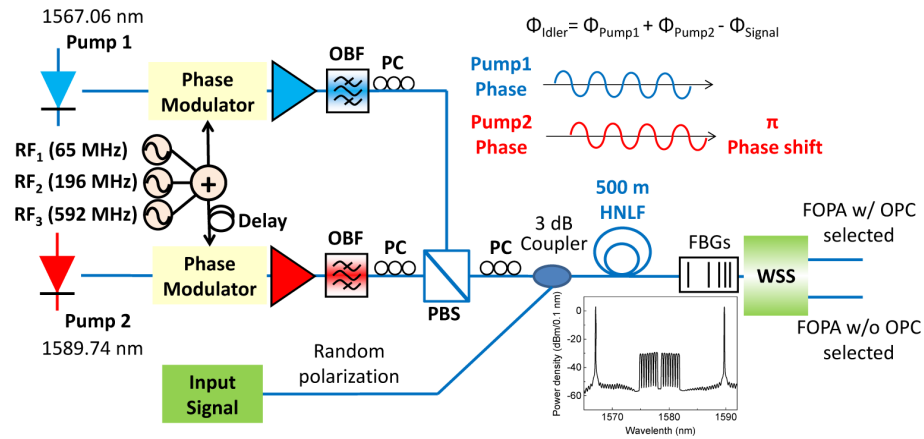 1567.06 nm
Pump 1
Phase
Modulator
OBF
PC
Φ_Idler= Φ_Pump1 + Φ_Pump2 - Φ_Signal
Pump1
Phase
Pump2
Phase
π
Phase shift
RF₁ (65 MHz)
RF₂ (196 MHz)
RF₃ (592 MHz)
+
Delay
Phase
Modulator
OBF
PC
PBS
PC
3 dB
Coupler
500 m
HNLF
FBGs
WSS
FOPA w/ OPC
selected
FOPA w/o OPC
selected
Pump 2
1589.74 nm
Input
Signal
Random
polarization
Power density (dBm/0.1 nm)
0
-20
-40
-60
1570
1580
1590
Wavelenth (nm)